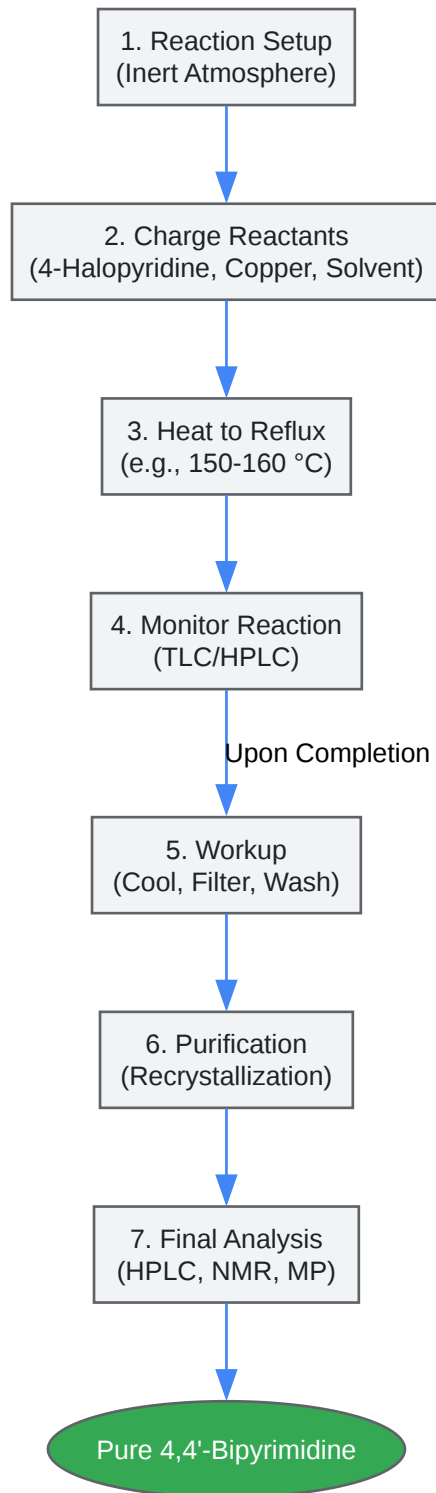 1. Reaction Setup
(Inert Atmosphere)
2. Charge Reactants
(4-Halopyridine, Copper, Solvent)
3. Heat to Reflux
(e.g., 150-160 °C)
4. Monitor Reaction
(TLC/HPLC)
Upon Completion
5. Workup
(Cool, Filter, Wash)
6. Purification
(Recrystallization)
7. Final Analysis
(HPLC, NMR, MP)
Pure 4,4'-Bipyrimidine